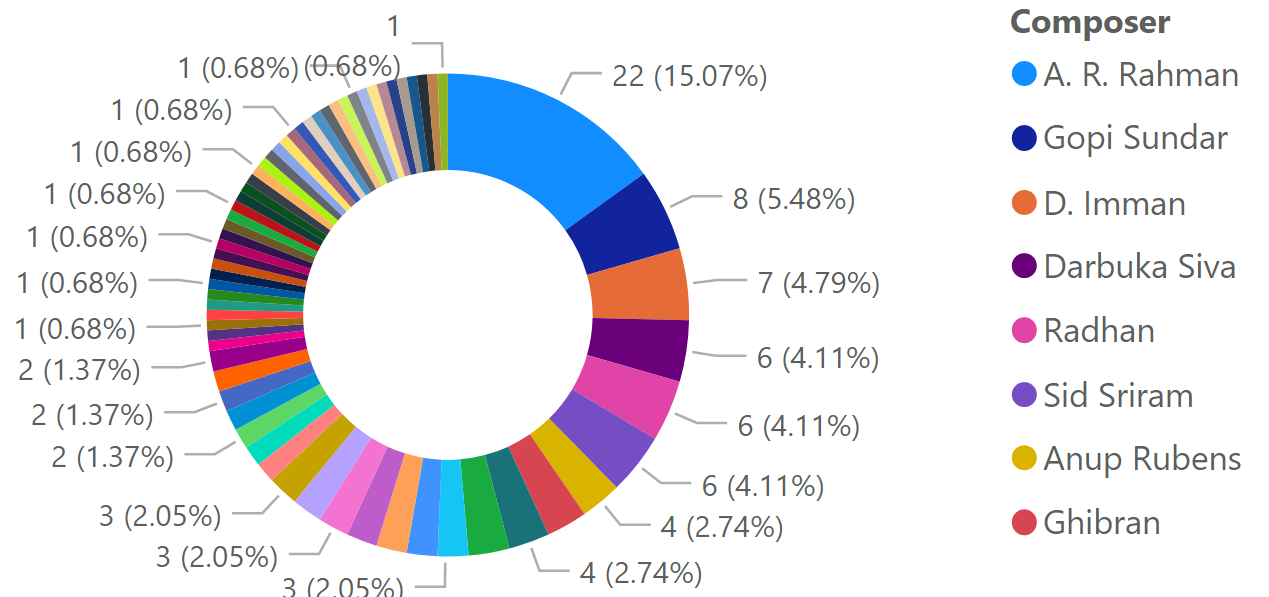 1
Composer
1 (0.68%)
(0.68%)
22 (15.07%)
A. R. Rahman
1 (0.68%)
Gopi Sundar
1 (0.68%)
8 (5.48%)
D. Imman
1 (0.68%)
1 (0.68%)
Darbuka Siva
1 (0.68%)
7 (4.79%)
1 (0.68%)
Radhan
2 (1.37%)
6 (4.11%)
Sid Sriram
2 (1.37%)
6 (4.11%)
2 (1.37%)
Anup Rubens
6 (4.11%)
3 (2.05%)
4 (2.74%)
Ghibran
3 (2.05%)
4 (2.74%)
3 (2.05%)